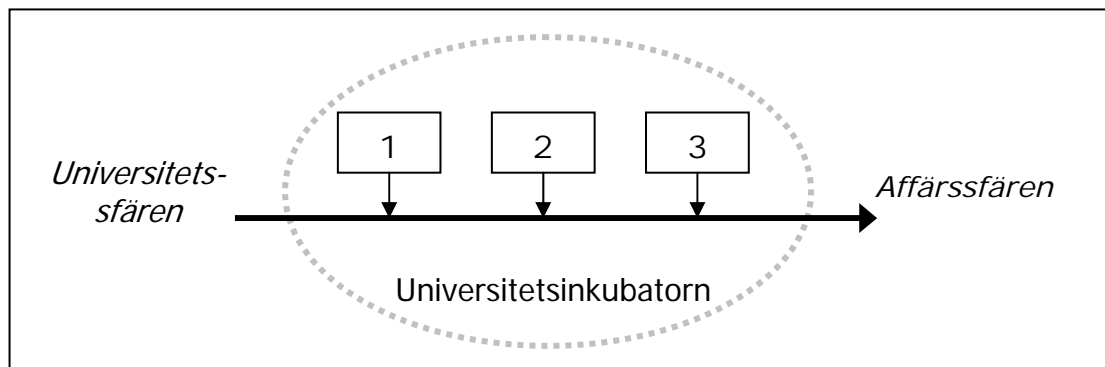 1
2
3
Universitets-
sfären
Affärssfären
Universitetsinkubatorn